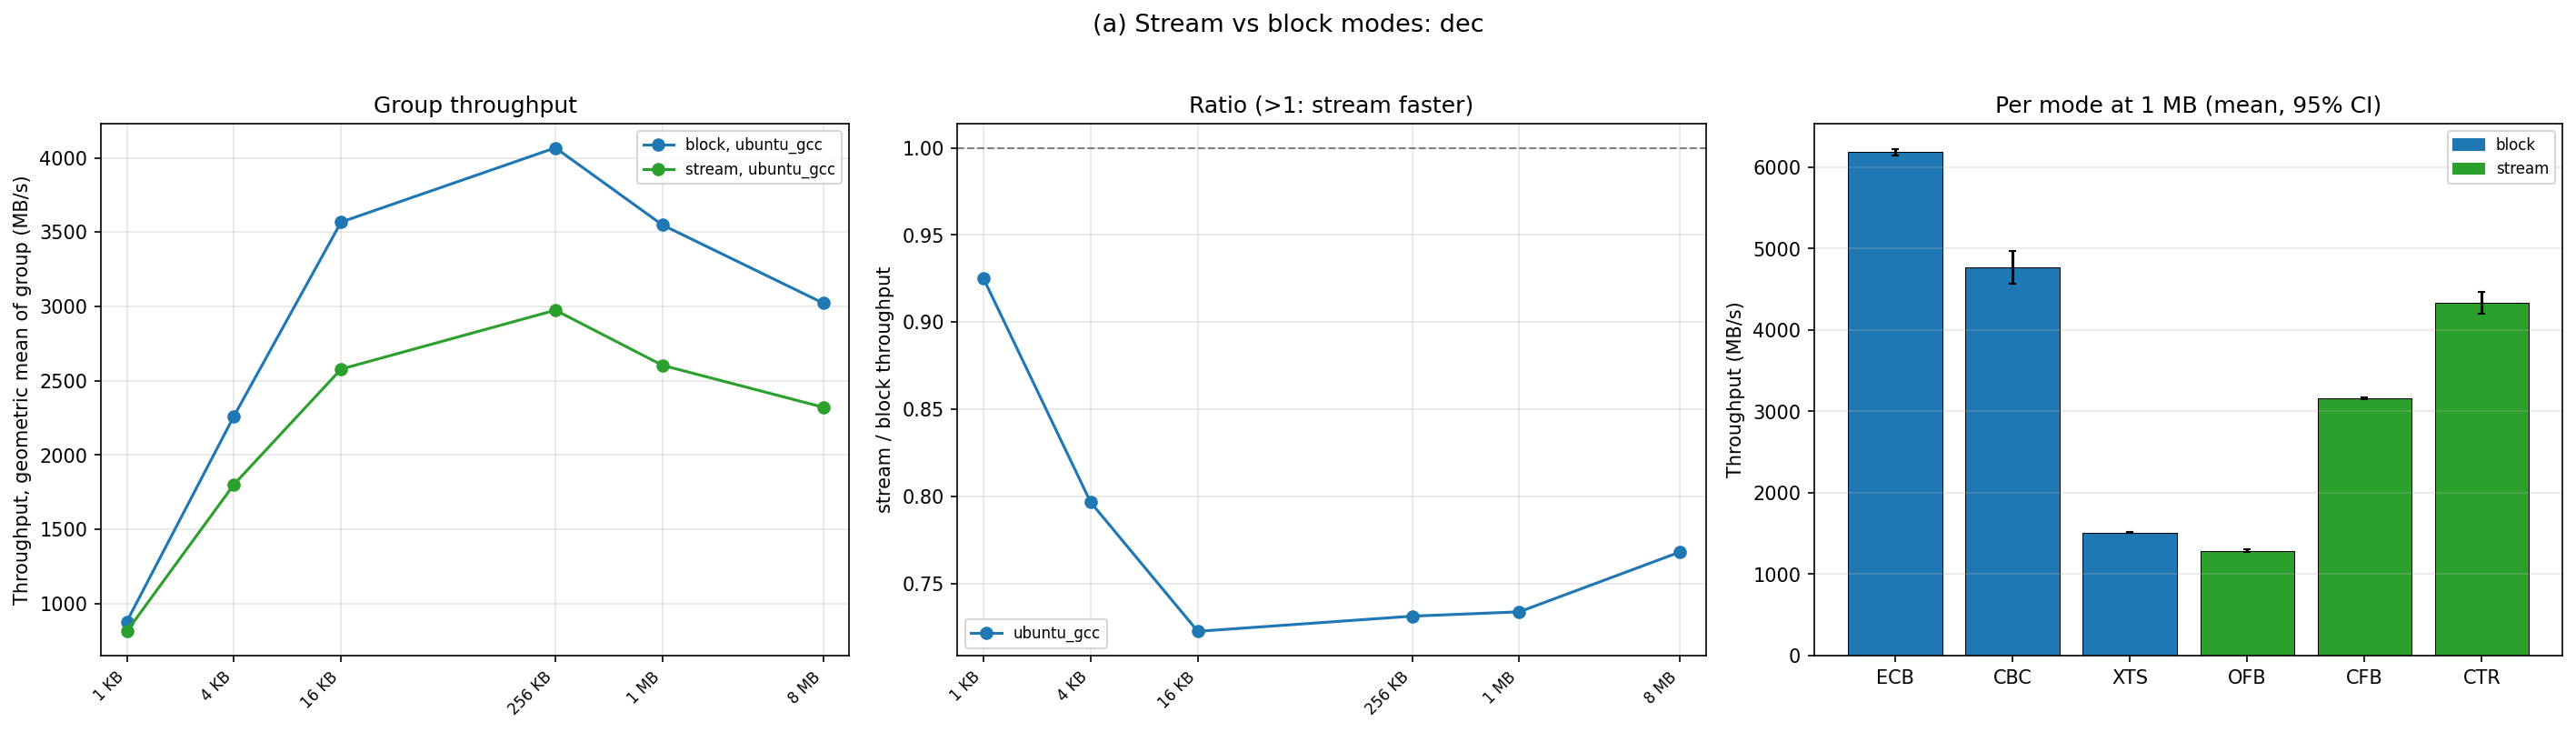 (a) Stream vs block modes: dec
Group throughput
Throughput, geometric mean of group (MB/s)
4000
3500
3000
2500
2000
1500
1000
block, ubuntu_gcc
stream, ubuntu_gcc
1 KB
4 KB
16 KB
256 KB
1 MB
8 MB
Ratio (>1: stream faster)
stream / block throughput
1.00
0.95
0.90
0.85
0.80
0.75
ubuntu_gcc
1 KB
4 KB
16 KB
256 KB
1 MB
8 MB
Per mode at 1 MB (mean, 95% CI)
Throughput (MB/s)
6000
5000
4000
3000
2000
1000
0
block
stream
ECB
CBC
XTS
OFB
CFB
CTR